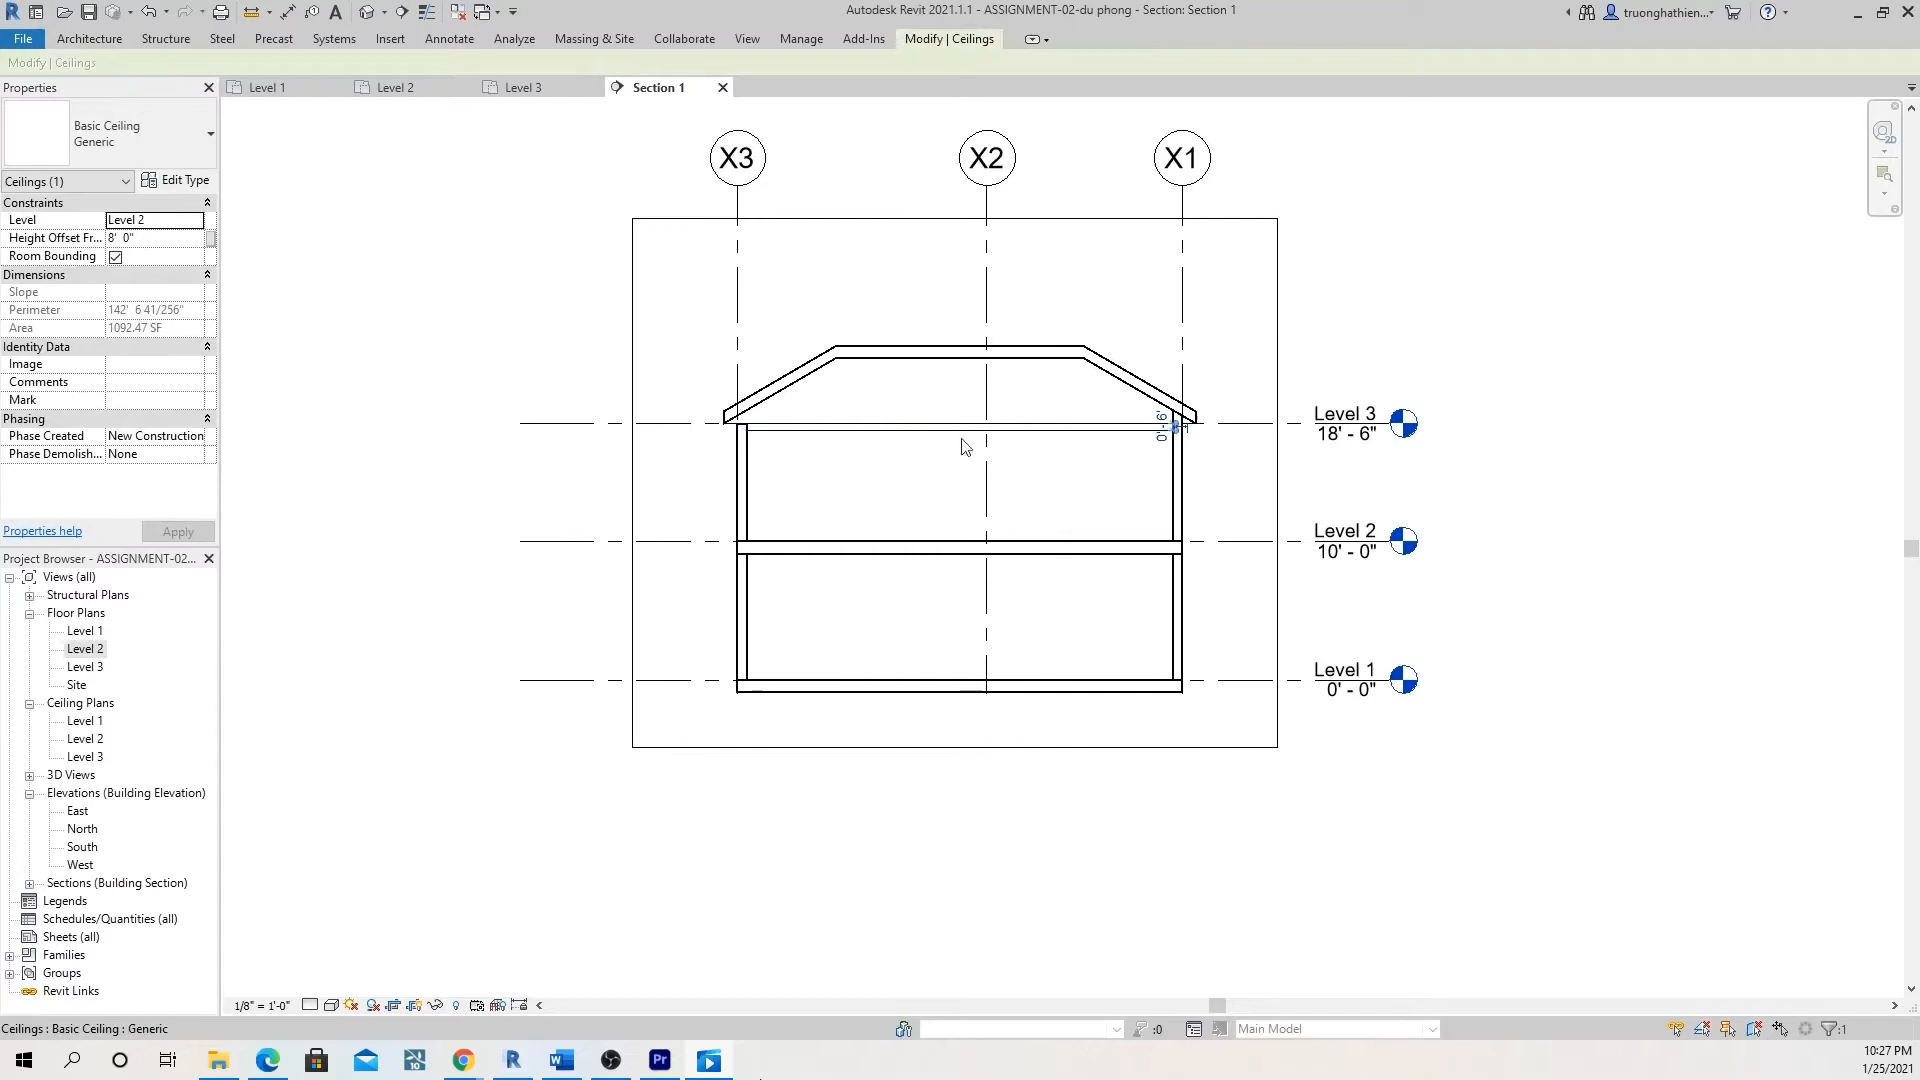 Autodesk Revit 2021.1.1 - ASSIGNMENT-02-du phong - Section: Section 1
truonghathien...
File Architecture Structure Steel Precast Systems Insert Annotate Analyze Massing & Site Collaborate View Manage Add-Ins Modify | Ceilings
Modify | Ceilings
Properties
Level 1
Level 2
Level 3
Section 1
Basic Ceiling
Generic
Ceilings (1)
Edit Type
Constraints
Level Level 2
Height Offset Fr... 8' 0"
Room Bounding
Dimensions
Slope
Perimeter 142' 6 41/256"
Area 1092.47 SF
Identity Data
Image
Comments
Mark
Phasing
Phase Created New Construction
Phase Demolish... None
Properties help
Apply
Project Browser - ASSIGNMENT-02...
Views (all)
Structural Plans
Floor Plans
Level 1
Level 2
Level 3
Site
Ceiling Plans
Level 1
Level 2
Level 3
3D Views
Elevations (Building Elevation)
East
North
South
West
Sections (Building Section)
Legends
Schedules/Quantities (all)
Sheets (all)
Families
Groups
Revit Links
X3
X2
X1
Level 3
18' - 6"
Level 2
10' - 0"
Level 1
0' - 0"
2D
1/8" = 1'-0"
Ceilings : Basic Ceiling : Generic
:0
Main Model
:1
10:27 PM
1/25/2021